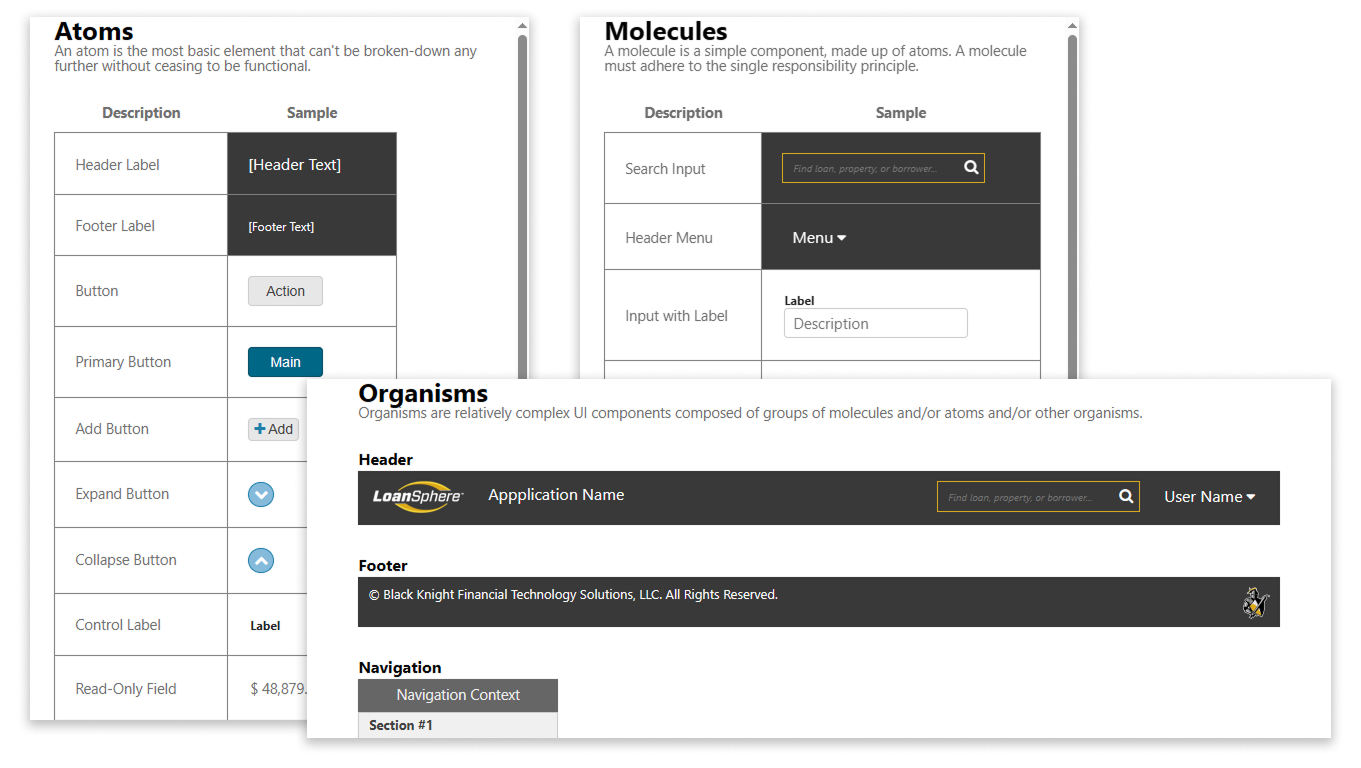 Atoms
An atom is the most basic element that can't be broken-down any
further without ceasing to be functional.
Description Sample
Header Label [Header Text]
Footer Label [Footer Text]
Button Action
Primary Button Main
Add Button Add
Expand Button
Collapse Button
Control Label Label
Read-Only Field $ 48,879.
Molecules
A molecule is a simple component, made up of atoms. A molecule
must adhere to the single responsibility principle.
Description Sample
Search Input Find loan, property, or borrower...
Header Menu Menu
Input with Label Label
Description
Organisms
Organisms are relatively complex UI components composed of groups of molecules and/or atoms and/or other organisms.
Header
LoanSphere Appplication Name Find loan, property, or borrower... User Name
Footer
© Black Knight Financial Technology Solutions, LLC. All Rights Reserved.
Navigation
Navigation Context
Section #1